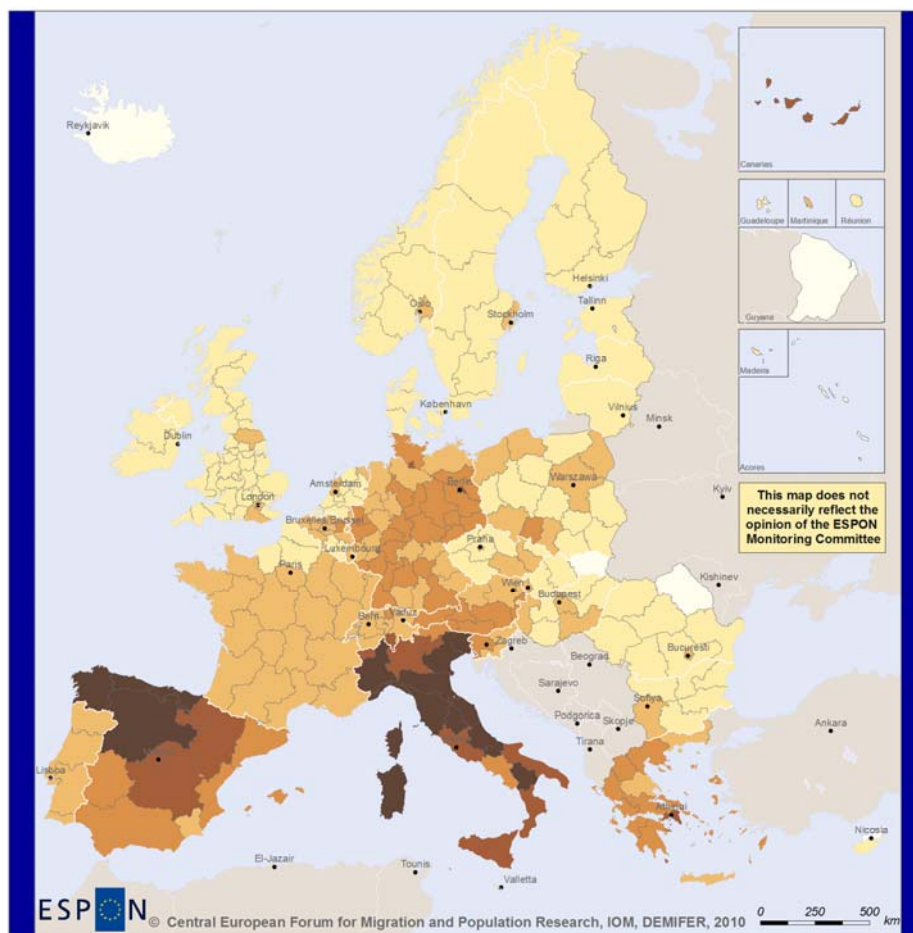 Reykjavik
Canaries
Guadeloupe
Martinique
Réunion
Guyane
Madeira
Acores
Helsinki
Tallinn
Oslo
Stockholm
Riga
København
Vilnius
Minsk
Dublin
Kyiv
London
Amsterdam
Berlin
Warszawa
Bruxelles/Brussel
Luxembourg
Praha
Paris
Kishinev
Wien
Budapest
Bern
Vaduz
Zagreb
Bucuresti
Beograd
Sarajevo
Sofiya
Podgorica
Skopje
Tirana
Ankara
Lisboa
Nicosia
El-Jazair
Tounis
Valletta
This map does not
necessarily reflect the
opinion of the ESPON
Monitoring Committee
ESPON
© Central European Forum for Migration and Population Research, IOM, DEMIFER, 2010
0 250 500
km